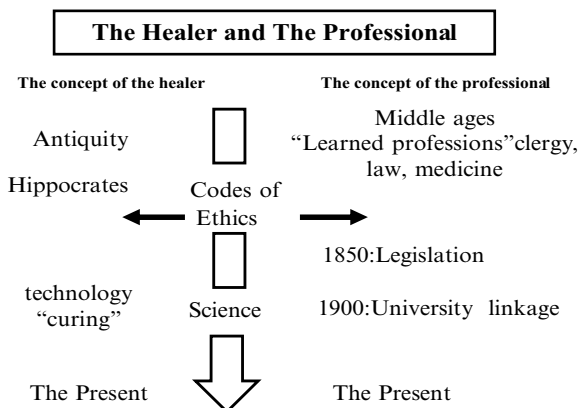 The Healer and The Professional
The concept of the healer
The concept of the professional
Antiquity
Middle ages
“Learned professions”clergy,
law, medicine
Hippocrates
Codes of
Ethics
1850:Legislation
technology
“curing”
Science
1900:University linkage
The Present
The Present